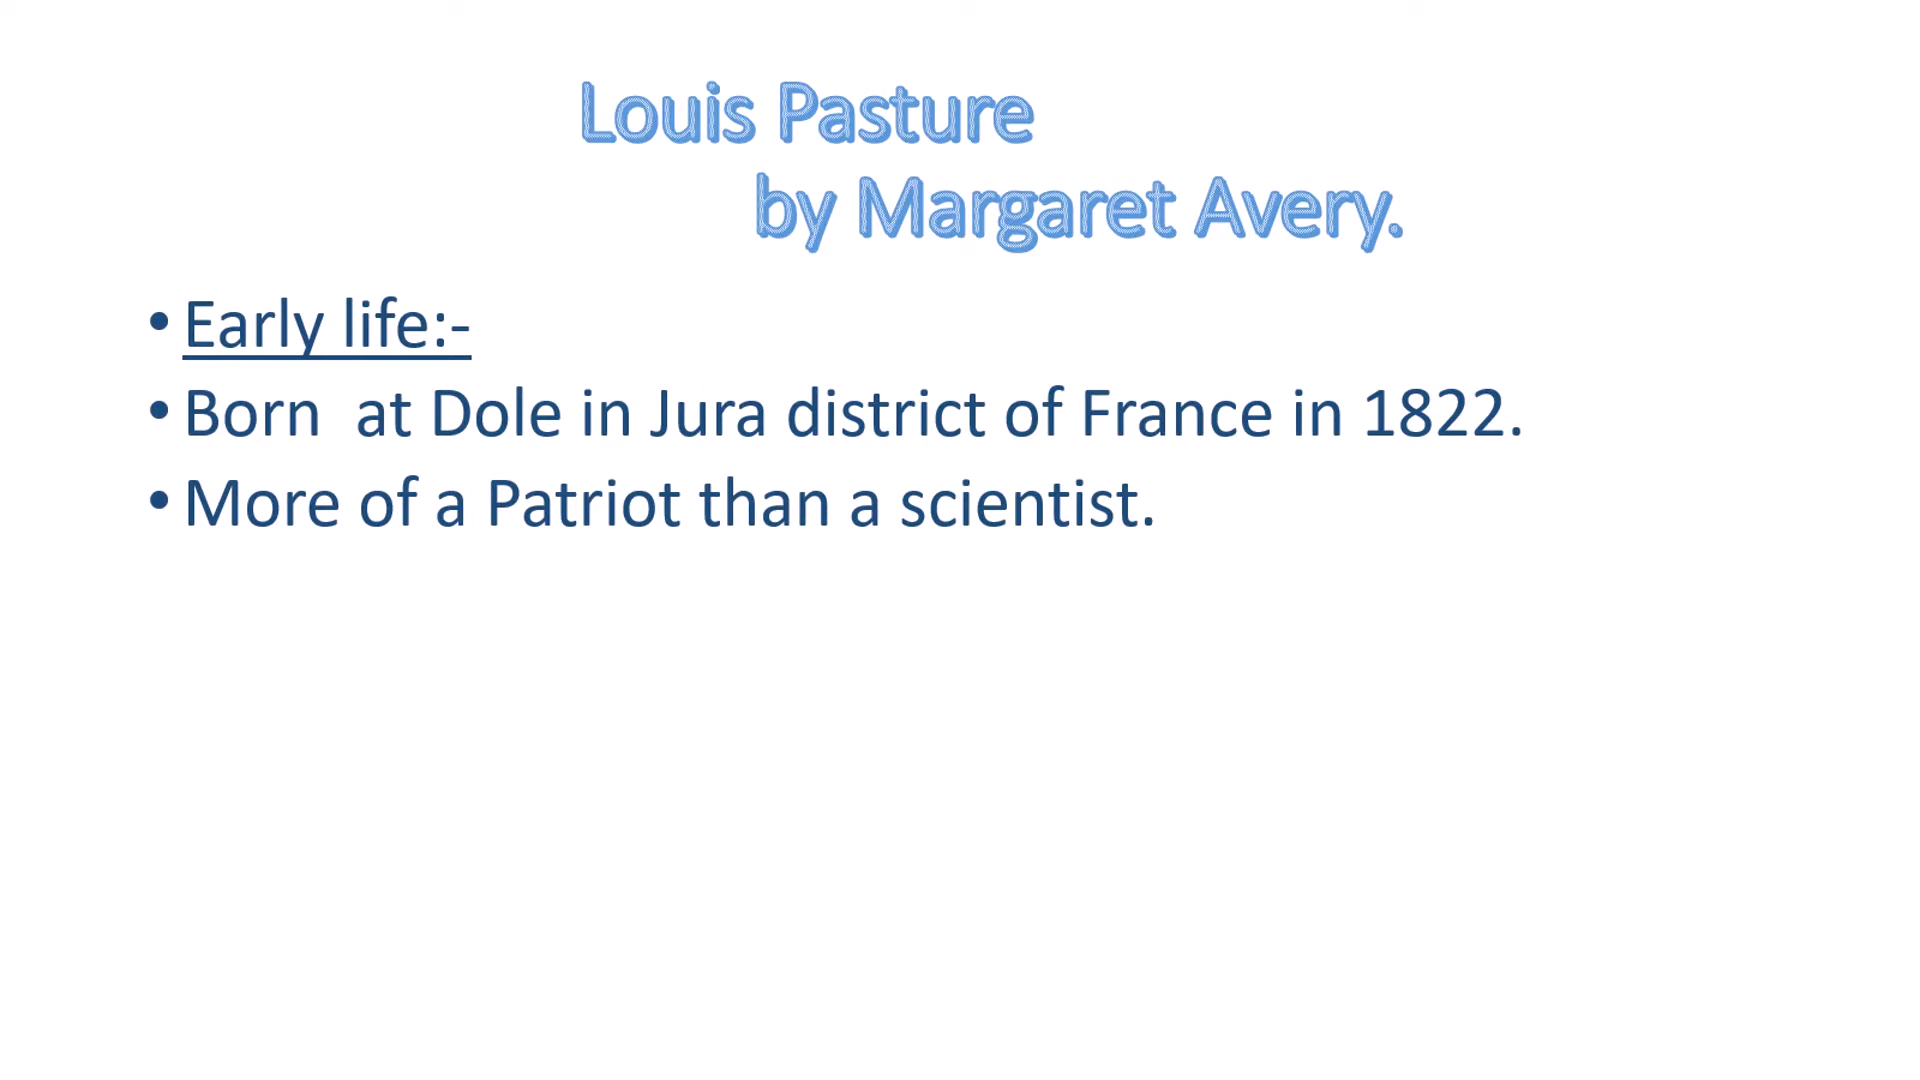 Louis Pasture
by Margaret Avery.
• Early life:-
• Born  at Dole in Jura district of France in 1822.
• More of a Patriot than a scientist.